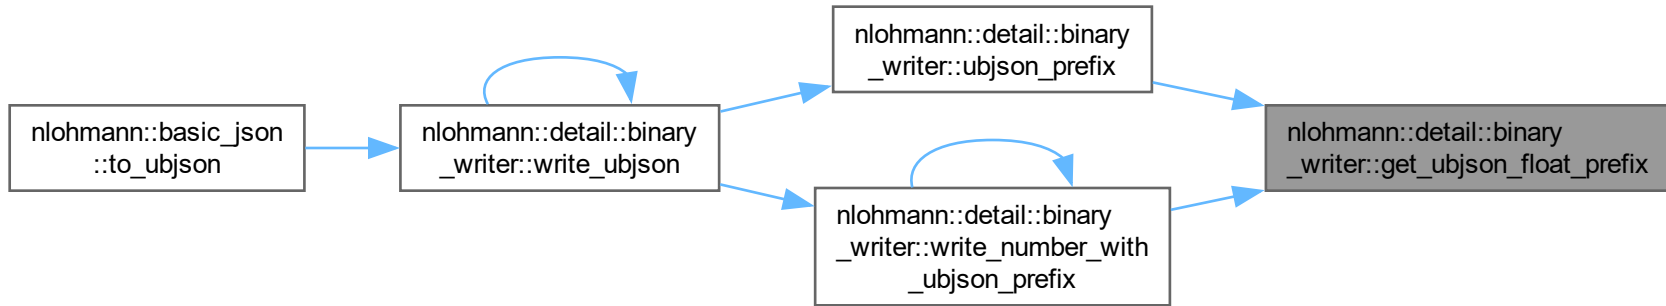 nlohmann::basic_json
::to_ubjson
nlohmann::detail::binary
_writer::write_ubjson
nlohmann::detail::binary
_writer::ubjson_prefix
nlohmann::detail::binary
_writer::write_number_with
_ubjson_prefix
nlohmann::detail::binary
_writer::get_ubjson_float_prefix